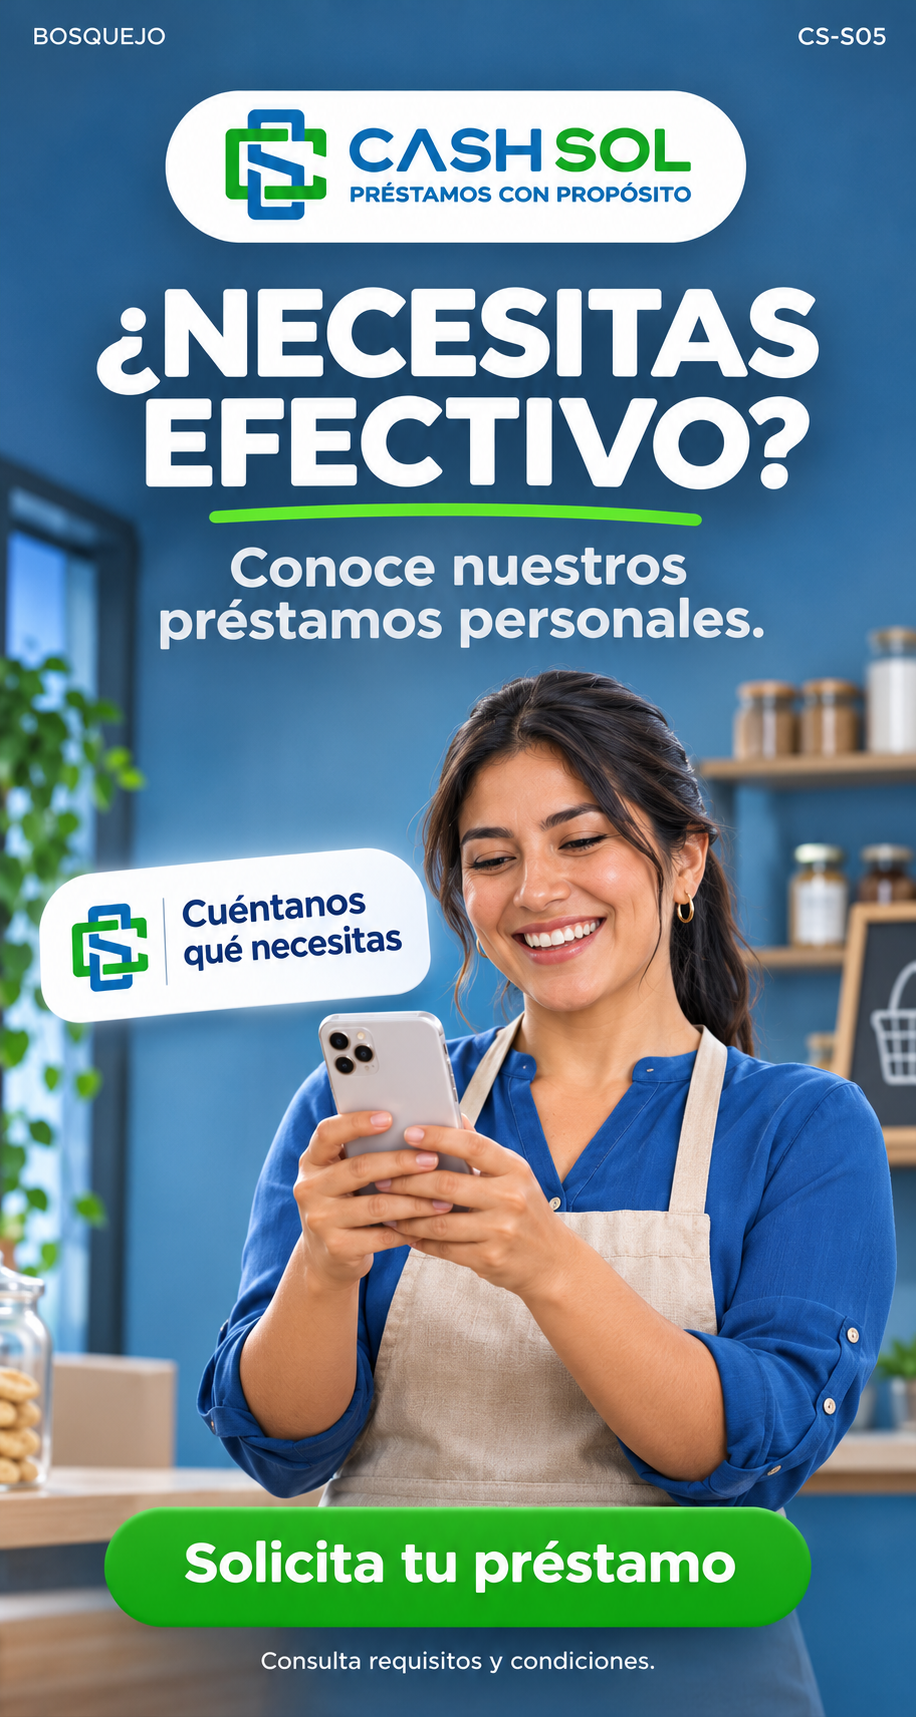 BOSQUEJO
CS-S05
CASH SOL
PRÉSTAMOS CON PROPÓSITO
¿NECESITAS
EFECTIVO?
Conoce nuestros
préstamos personales.
Cuéntanos
qué necesitas
Solicita tu préstamo
Consulta requisitos y condiciones.